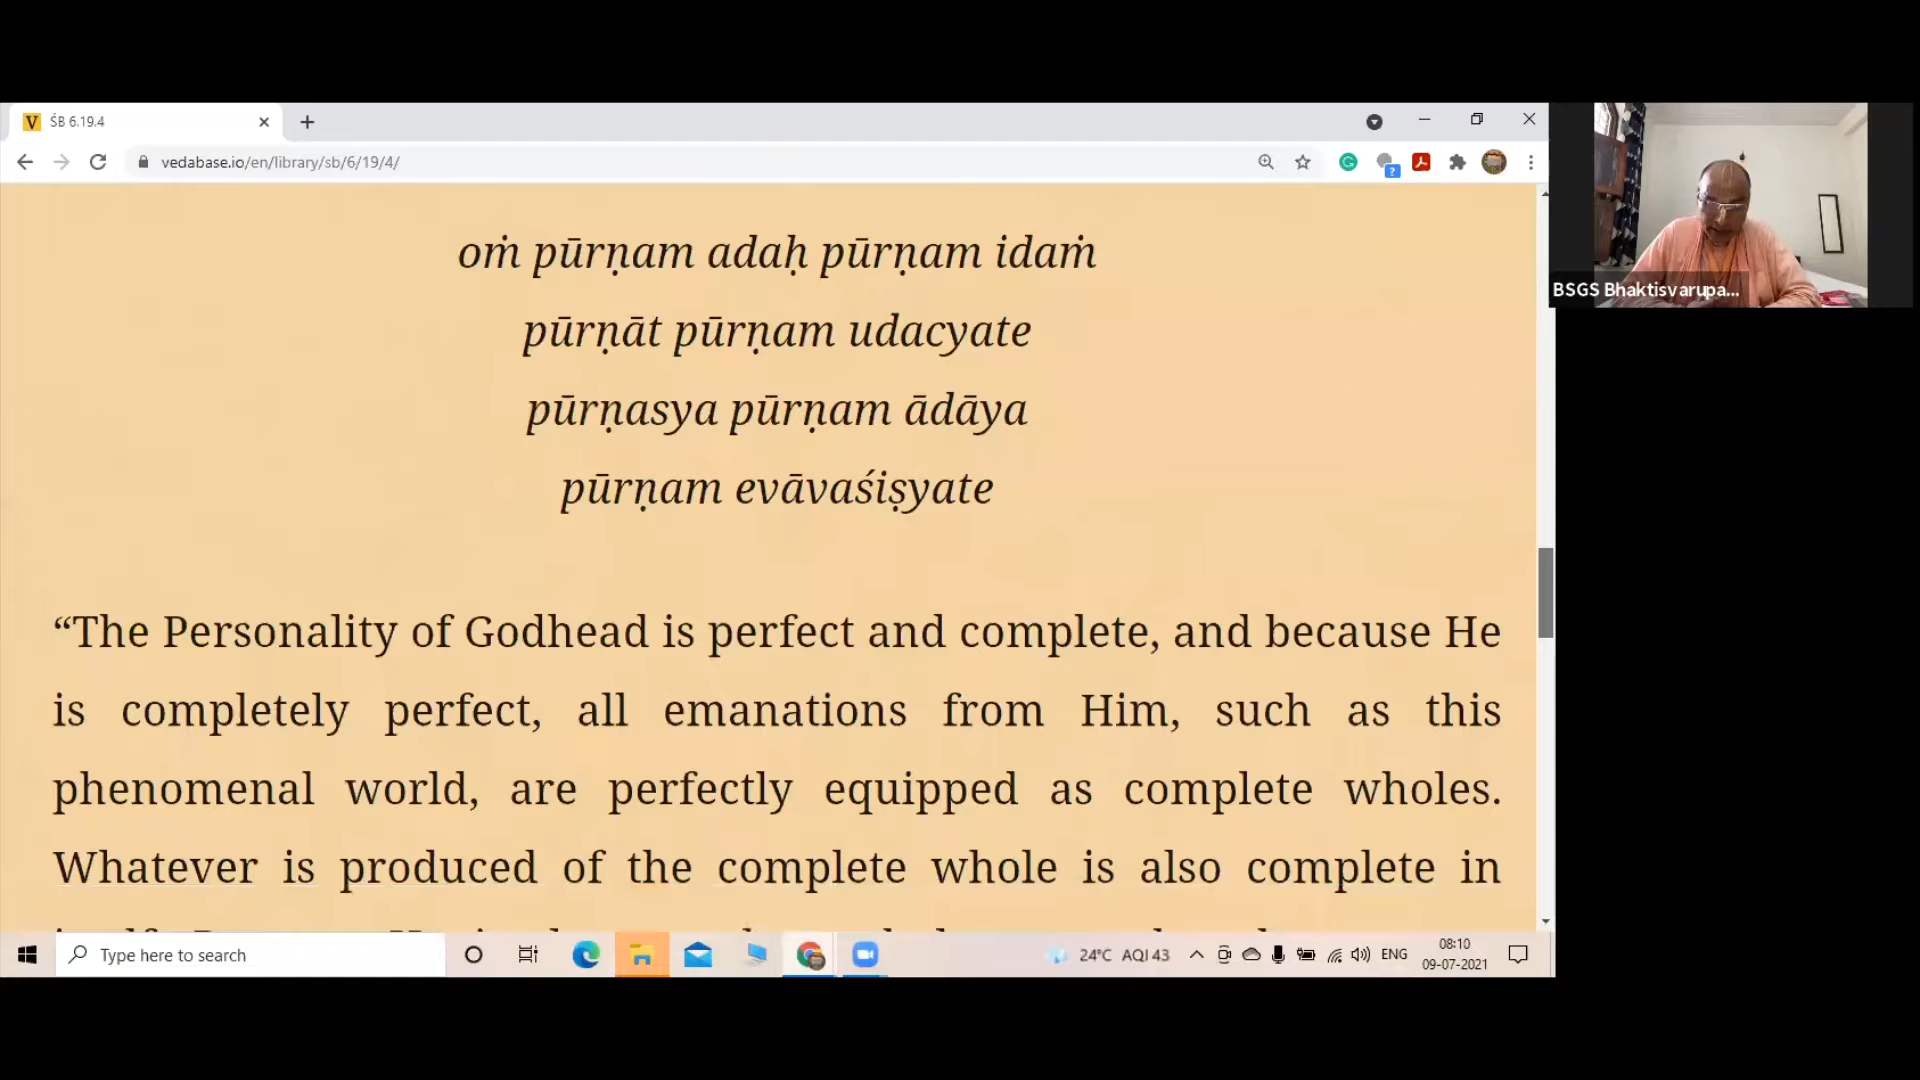 V ŚB 6.19.4
vedabase.io/en/library/sb/6/19/4/
oṁ pūrṇam adaḥ pūrṇam idaṁ
pūrṇāt pūrṇam udacyate
pūrṇasya pūrṇam ādāya
pūrṇam evāvaśiṣyate
“The Personality of Godhead is perfect and complete, and because He
is completely perfect, all emanations from Him, such as this
phenomenal world, are perfectly equipped as complete wholes.
Whatever is produced of the complete whole is also complete in
BSGS Bhaktisvarupa...
Type here to search
24°C AQI 43
ENG
08:10
09-07-2021